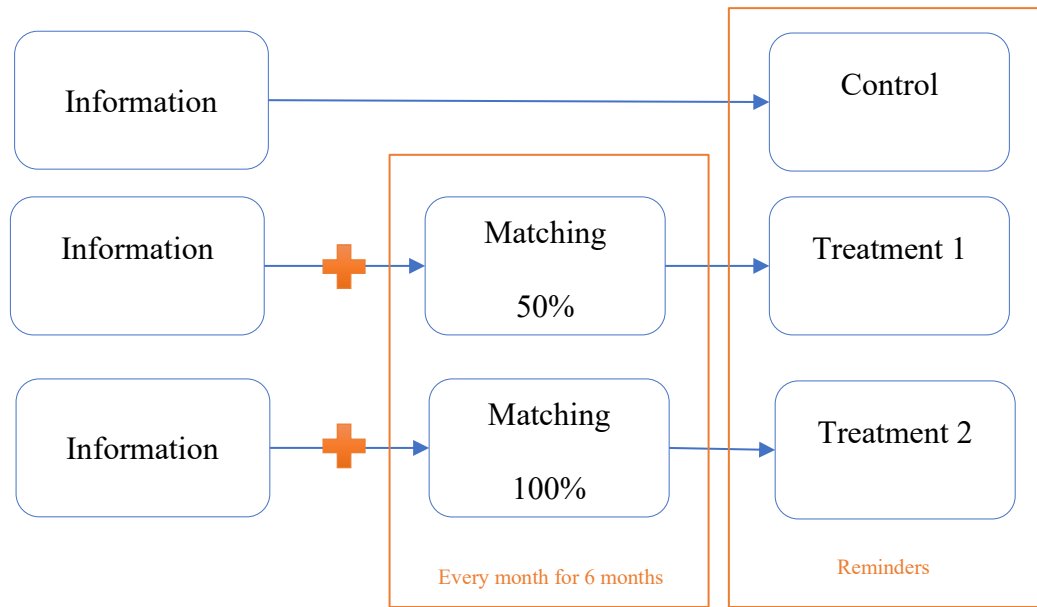 Information
Control
Information
Matching
50%
Treatment 1
Information
Matching
100%
Treatment 2
Every month for 6 months
Reminders